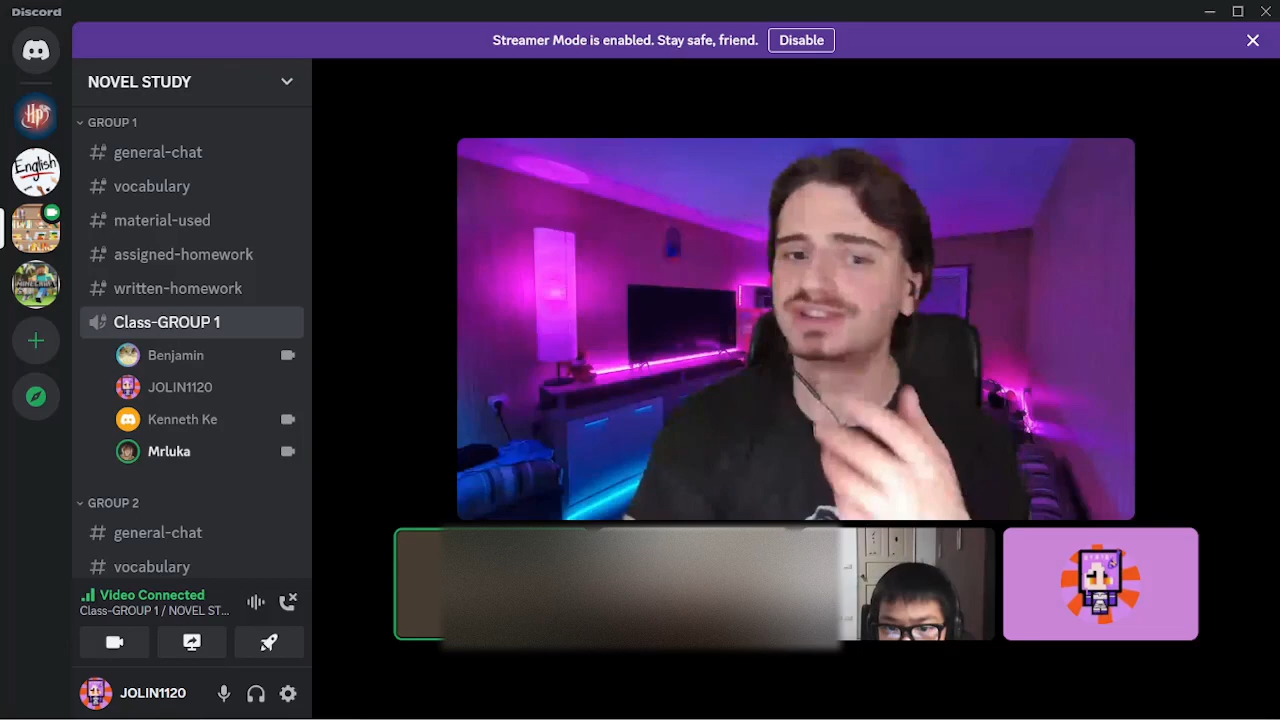 Discord
Streamer Mode is enabled. Stay safe, friend.
Disable
NOVEL STUDY
GROUP 1
general-chat
vocabulary
material-used
assigned-homework
written-homework
Class-GROUP 1
Benjamin
JOLIN1120
Kenneth Ke
Mrluka
GROUP 2
general-chat
vocabulary
Video Connected
Class-GROUP 1 / NOVEL ST...
JOLIN1120
HP
English
MINECRAFT